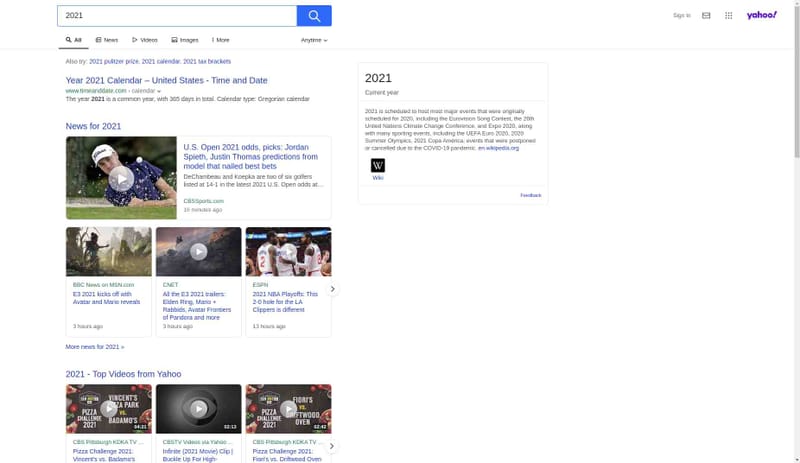 2021
Sign In
yahoo!
All
News
Videos
Images
More
Anytime
Also try: 2021 pulitzer prize, 2021 calendar, 2021 tax brackets
Year 2021 Calendar – United States - Time and Date
www.timeanddate.com › calendar
The year 2021 is a common year, with 365 days in total. Calendar type: Gregorian calendar
News for 2021
U.S. Open 2021 odds, picks: Jordan
Spieth, Justin Thomas predictions from
model that nailed best bets
DeChambeau and Koepka are two of six golfers
listed at 14-1 in the latest 2021 U.S. Open odds at...
CBSSports.com
10 minutes ago
BBC News on MSN.com
E3 2021 kicks off with
Avatar and Mario reveals
3 hours ago
CNET
All the E3 2021 trailers:
Elden Ring, Mario +
Rabbids, Avatar Frontiers
of Pandora and more
3 hours ago
ESPN
2021 NBA Playoffs: This
2-0 hole for the LA
Clippers is different
13 hours ago
More news for 2021 »
2021 - Top Videos from Yahoo
PIZZA
CHALLENGE
2021
VINCENT'S
PIZZA PARK
VS.
BADAMO'S
04:21
CBS Pittsburgh KDKA TV ...
Pizza Challenge 2021:
Vincent's vs. Badamo's
02:13
CBSTV Videos via Yahoo ...
Infinite (2021 Movie) Clip |
Buckle Up For High-
PIZZA
CHALLENGE
2021
FIORI'S
VS.
DRIFTWOOD
OVEN
02:42
CBS Pittsburgh KDKA TV ...
Pizza Challenge 2021:
Fiori's vs. Driftwood Oven
2021
Current year
2021 is scheduled to host most major events that were originally
scheduled for 2020, including the Eurovision Song Contest, the 26th
United Nations Climate Change Conference, and Expo 2020, along
with many sporting events, including the UEFA Euro 2020, 2020
Summer Olympics, 2021 Copa América; events that were postponed
or cancelled due to the COVID-19 pandemic. en.wikipedia.org
W
Wiki
Feedback